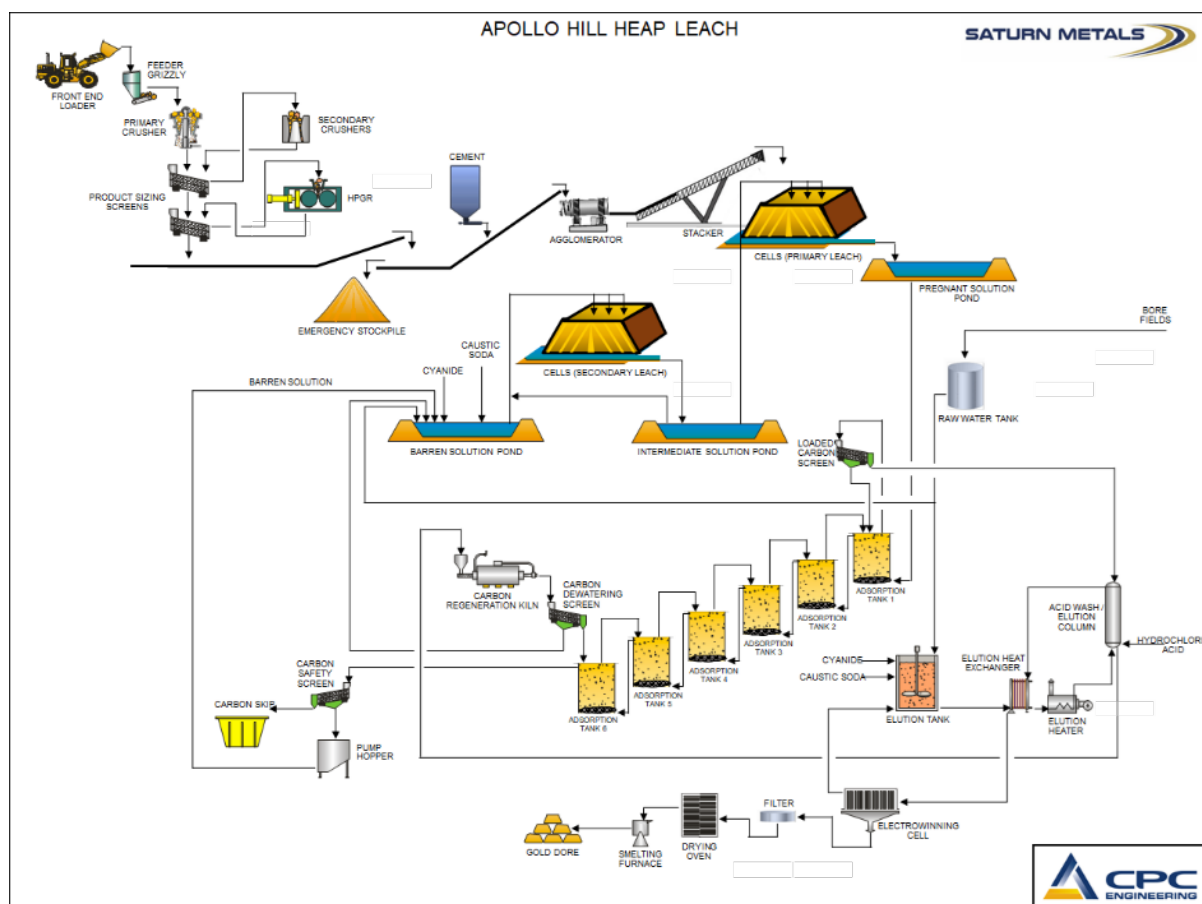 APOLLO HILL HEAP LEACH
SATURN METALS
FRONT END
LOADER
FEEDER
GRIZZLY
PRIMARY
CRUSHER
SECONDARY
CRUSHERS
PRODUCT SIZING
SCREENS
HPGR
CEMENT
AGGLOMERATOR
STACKER
CELLS (PRIMARY LEACH)
PREGNANT SOLUTION
POND
EMERGENCY STOCKPILE
BORE
FIELDS
RAW WATER TANK
CAUSTIC
SODA
CYANIDE
BARREN SOLUTION
CELLS (SECONDARY LEACH)
BARREN SOLUTION POND
INTERMEDIATE SOLUTION POND
LOADED
CARBON
SCREEN
CARBON
REGENERATION KILN
CARBON
DEWATERING
SCREEN
ADSORPTION
TANK 1
ADSORPTION
TANK 2
ADSORPTION
TANK 3
ADSORPTION
TANK 4
ADSORPTION
TANK 5
ADSORPTION
TANK 6
ACID WASH /
ELUTION
COLUMN
HYDROCHLORIC
ACID
CARBON
SAFETY
SCREEN
CARBON SKIP
PUMP
HOPPER
CYANIDE
CAUSTIC SODA
ELUTION TANK
ELUTION HEAT
EXCHANGER
ELUTION
HEATER
ELECTROWINNING
CELL
FILTER
DRYING
OVEN
SMELTING
FURNACE
GOLD DORE
CPC
ENGINEERING